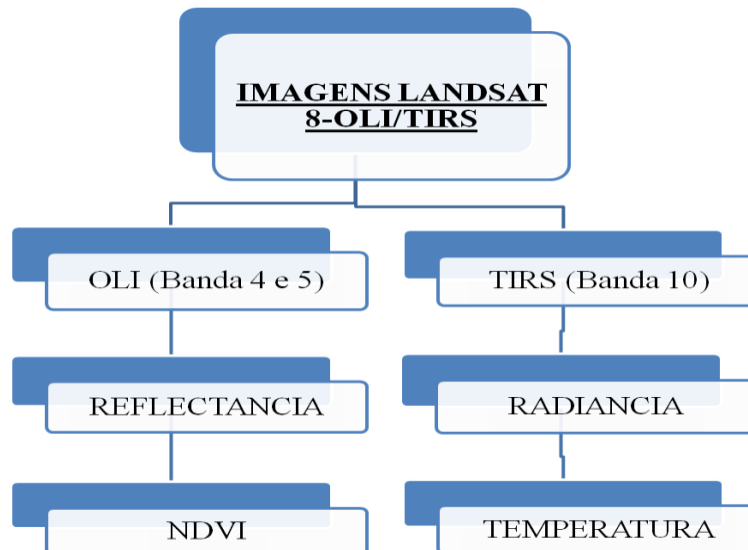 IMAGENS LANDSAT
8-OLI/TIRS
OLI (Banda 4 e 5)
TIRS (Banda 10)
REFLECTANCIA
RADIANCIA
NDVI
TEMPERATURA